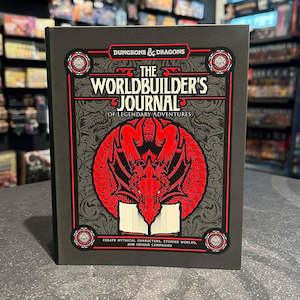 DUNGEONS & DRAGONS
THE
WORLDBUILDER'S
JOURNAL
OF LEGENDARY ADVENTURES
CREATE MYTHICAL CHARACTERS, STORIED WORLDS,
AND UNIQUE CAMPAIGNS